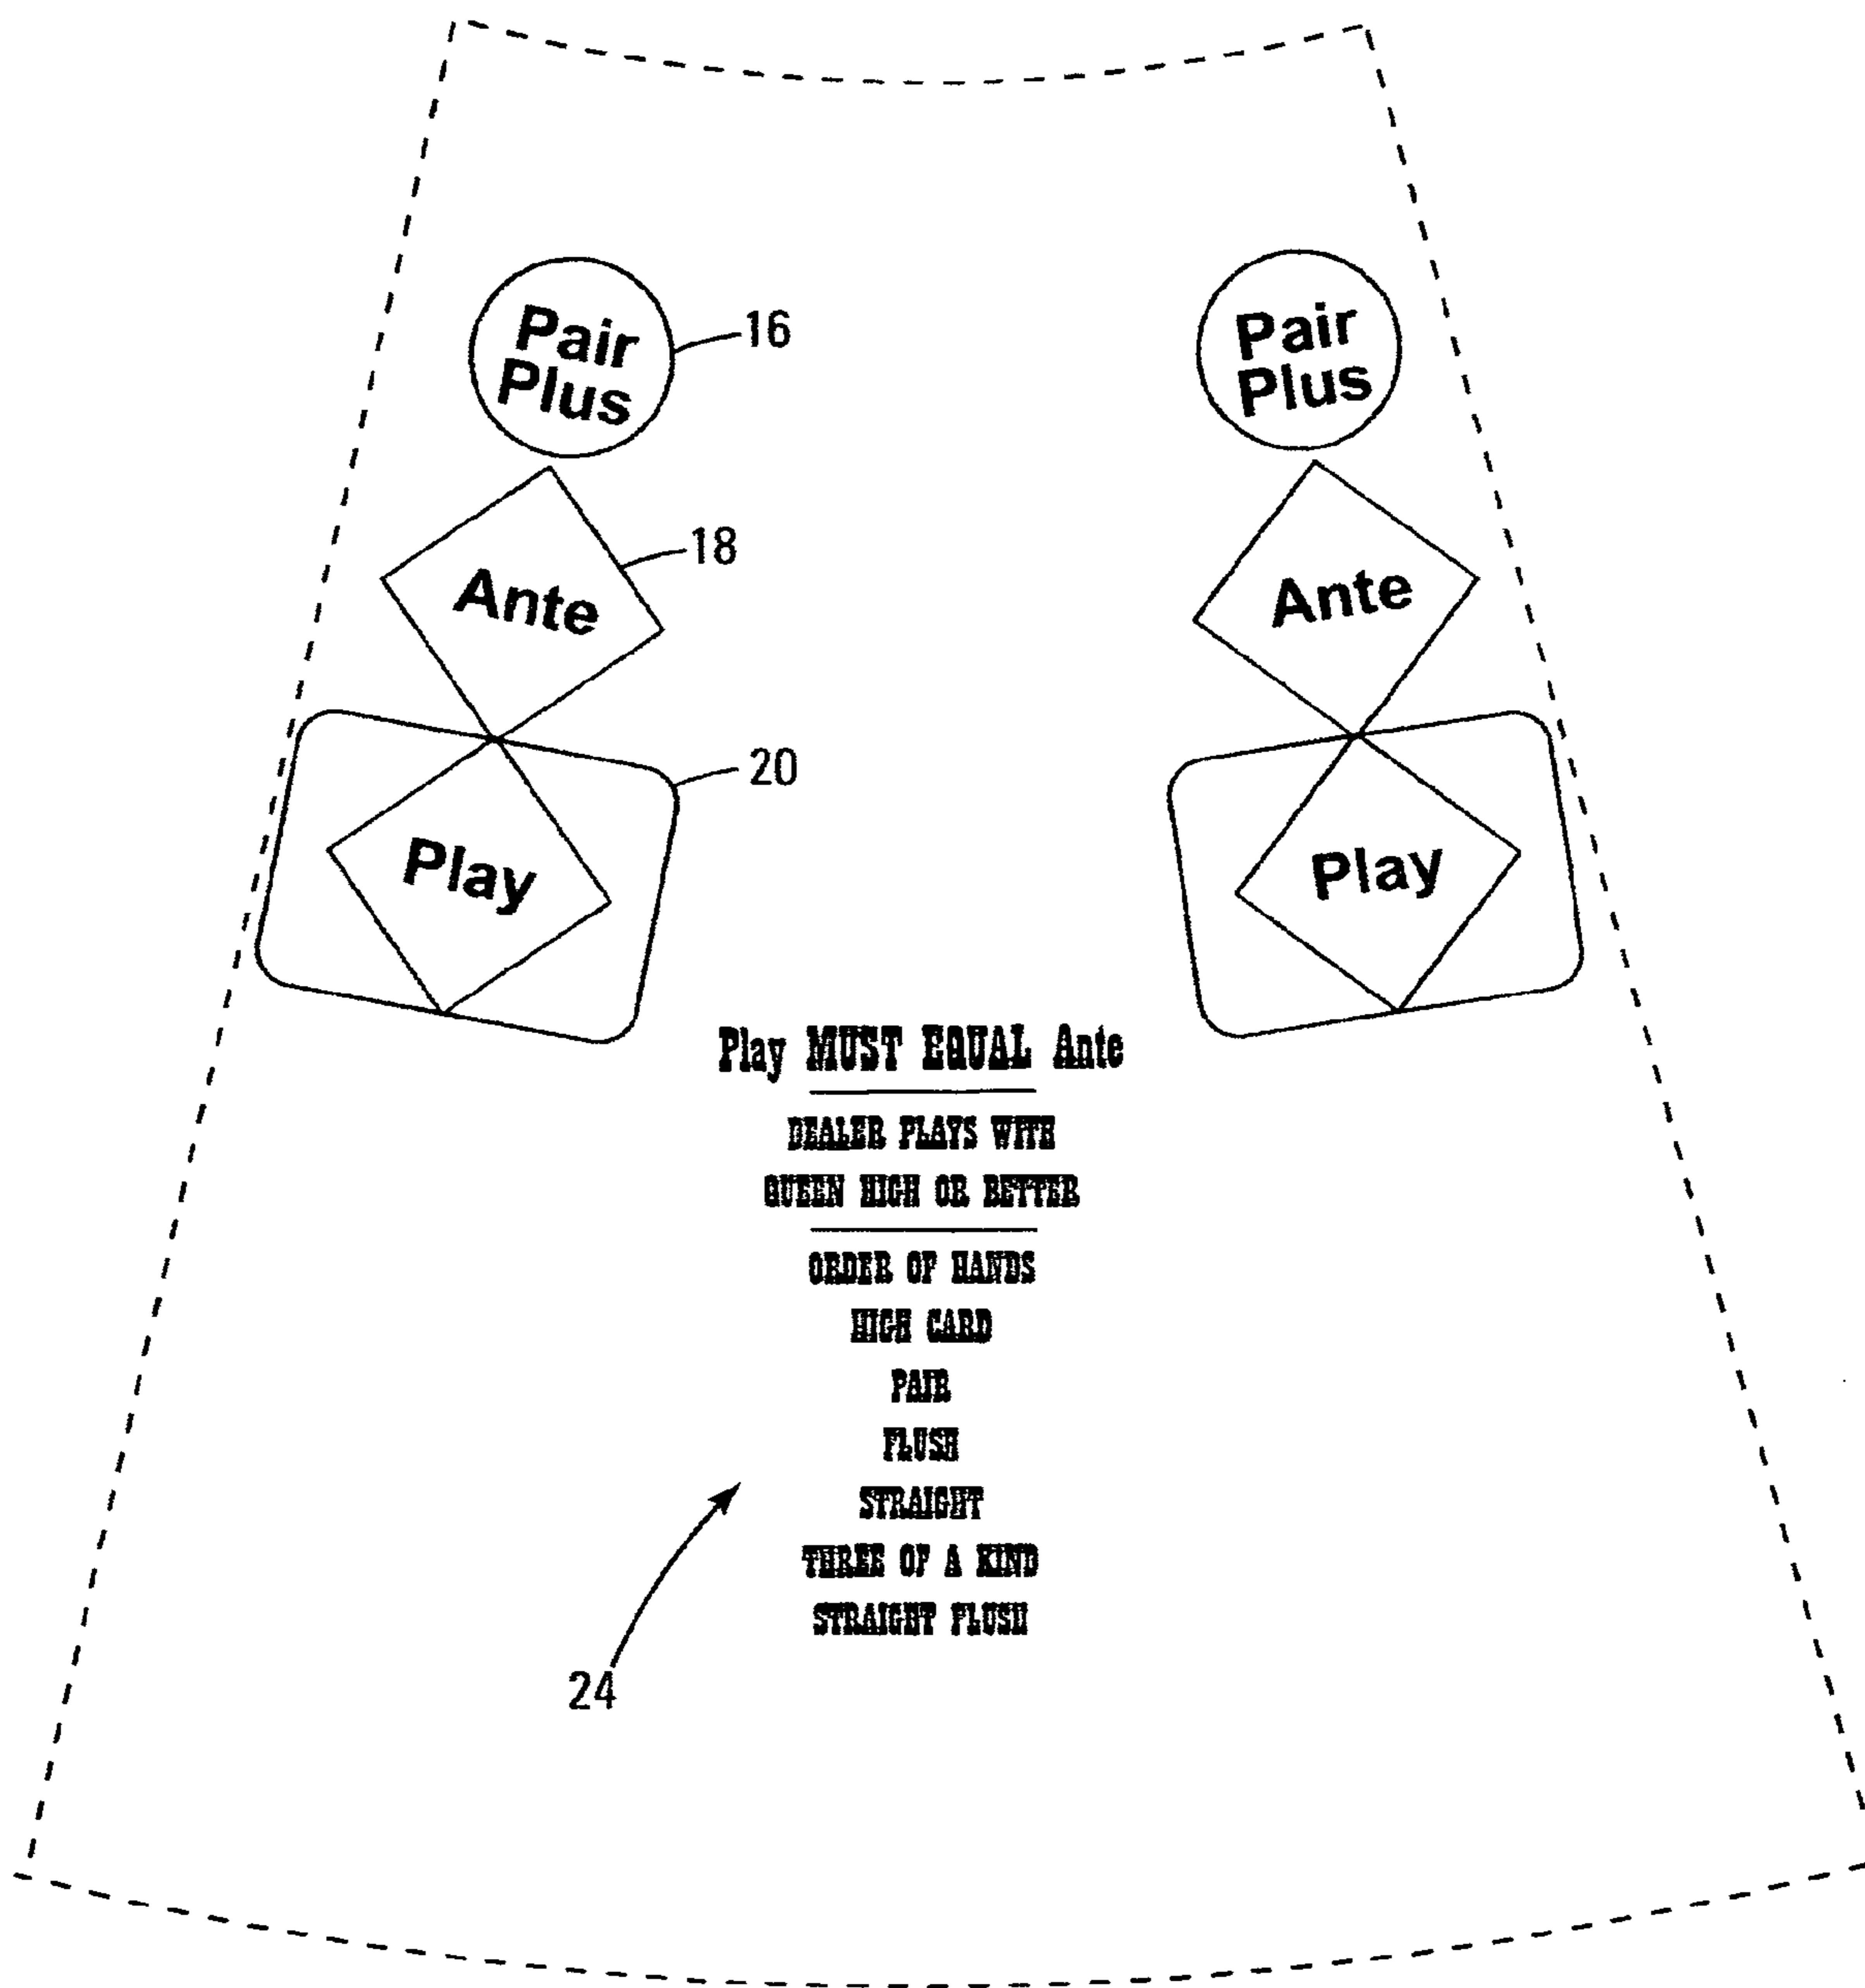 Pair
Plus
16
Pair
Plus
Ante
18
Ante
Play
20
Play
Play MUST EQUAL Ante
DEALER PLAYS WITH
QUEEN HIGH OR BETTER
ORDER OF HANDS
HIGH CARD
PAIR
FLUSH
STRAIGHT
THREE OF A KIND
STRAIGHT FLUSH
24